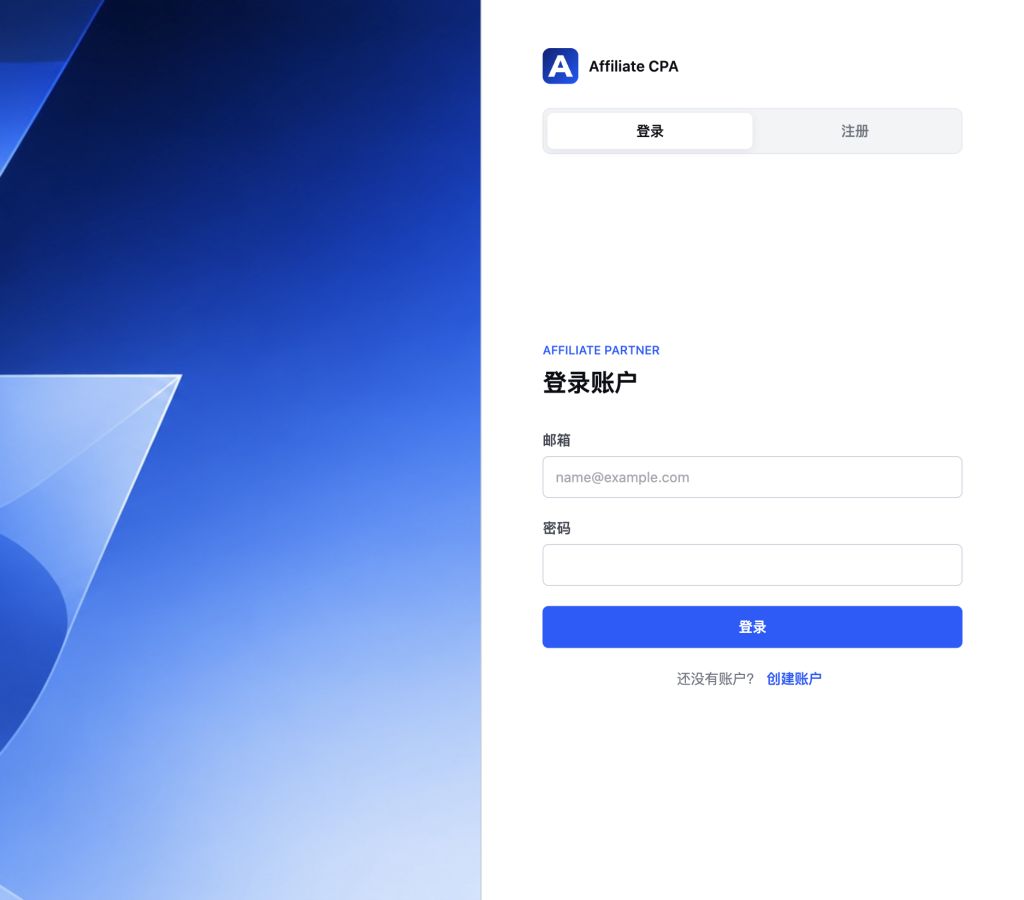 A
Affiliate CPA
登录
注册
AFFILIATE PARTNER
登录账户
邮箱
name@example.com
密码
登录
还没有账户? 创建账户